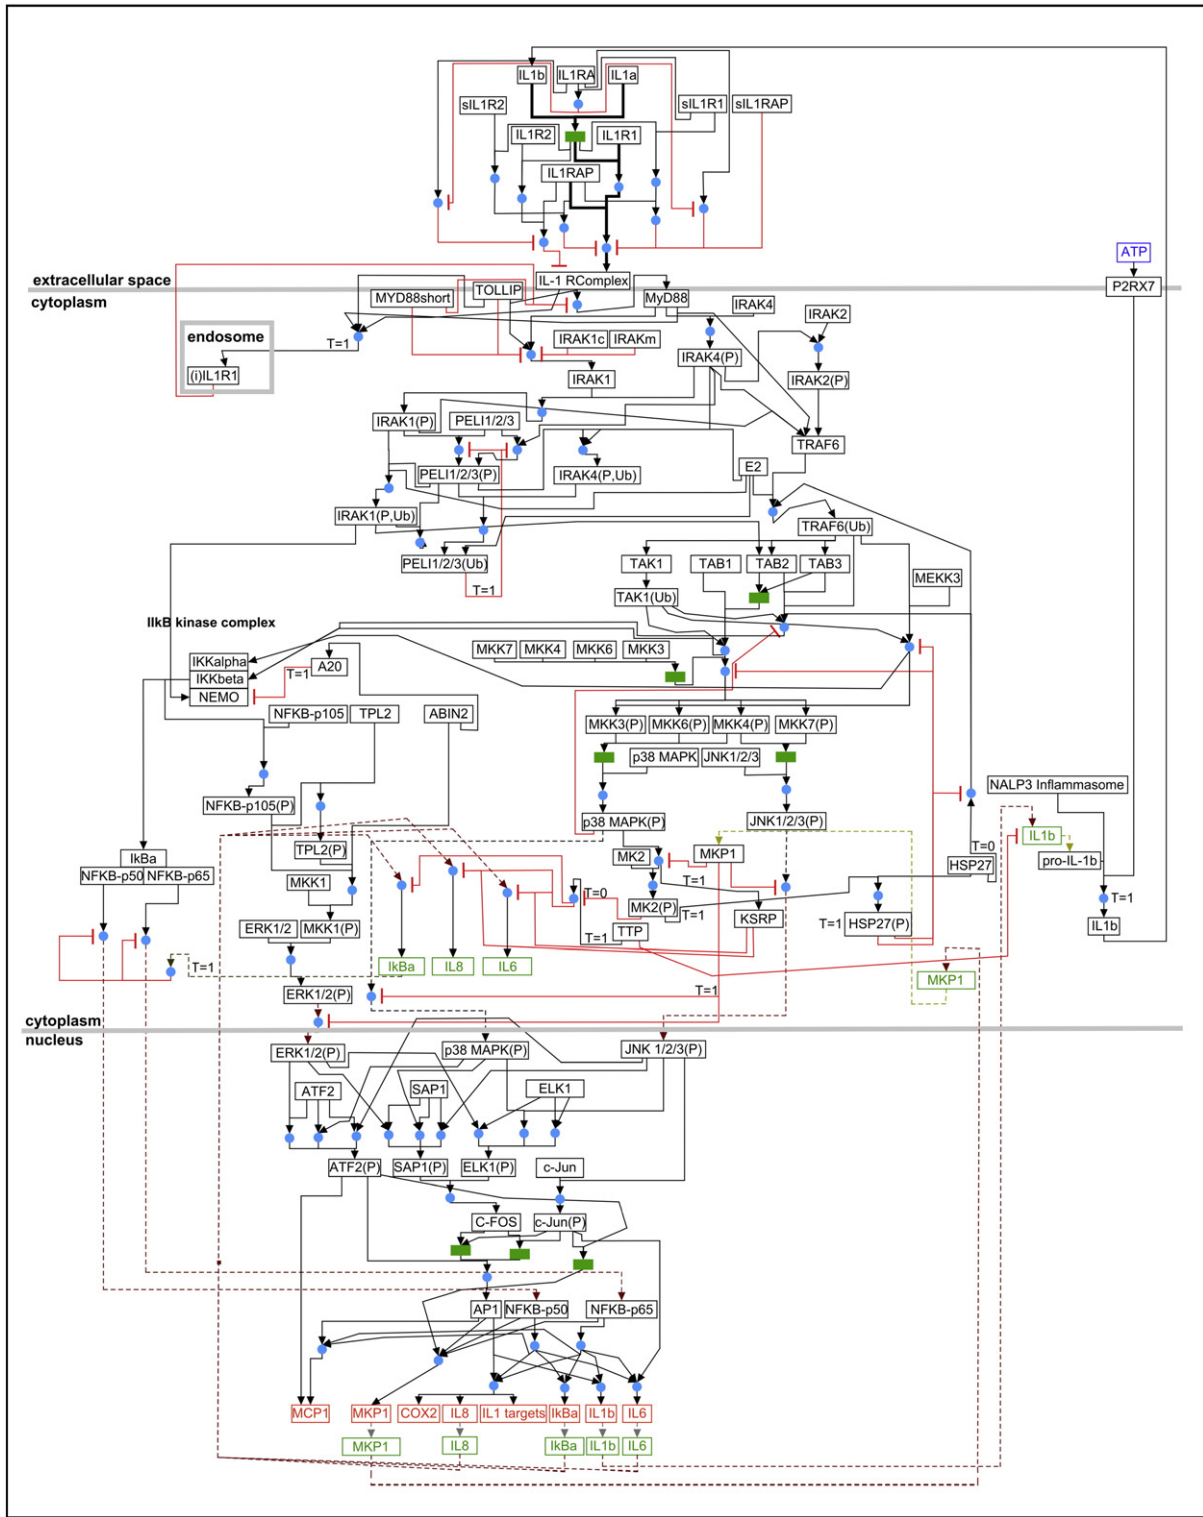 IL1b IL1RA IL1a
sIL1R2 sIL1R1 sIL1RAP
IL1R2 IL1R1
IL1RAP
ATP
extracellular space IL-1 RComplex P2RX7
cytoplasm MYD88short TOLLIP MyD88 IRAK4
IRAK2
endosome T=1 IRAK1c IRAKm
IRAK4(P)
(i)IL1R1 IRAK1 IRAK2(P)
IRAK1(P) PELI1/2/3
TRAF6
PELI1/2/3(P) IRAK4(P,Ub) E2
IRAK1(P,Ub) TRAF6(Ub)
PELI1/2/3(Ub) TAK1 TAB1 TAB2 TAB3
T=1 MEKK3
TAK1(Ub)
IIkB kinase complex
MKK7 MKK4 MKK6 MKK3
IKKalpha A20
T=1
IKKbeta
NEMO
NFKB-p105 TPL2 ABIN2
MKK3(P) MKK6(P) MKK4(P) MKK7(P)
p38 MAPK JNK1/2/3
NALP3 Inflammasome
NFKB-p105(P)
p38 MAPK(P) JNK1/2/3(P)
IL1b
T=0
TPL2(P) MK2 MKP1 pro-IL-1b
IkBa HSP27
NFKB-p50 NFKB-p65 MKK1 T=1
T=0 T=1
MK2(P) T=1 KSRP
ERK1/2 MKK1(P) T=1 TTP T=1 HSP27(P) IL1b
T=1 IkBa IL8 IL6
MKP1
ERK1/2(P) T=1
cytoplasm
nucleus
ERK1/2(P) p38 MAPK(P) JNK 1/2/3(P)
ATF2 SAP1 ELK1
ATF2(P) SAP1(P) ELK1(P) c-Jun
C-FOS c-Jun(P)
AP1 NFKB-p50 NFKB-p65
MCP1 MKP1 COX2 IL8 IL1 targets IkBa IL1b IL6
MKP1 IL8 IkBa IL1b IL6